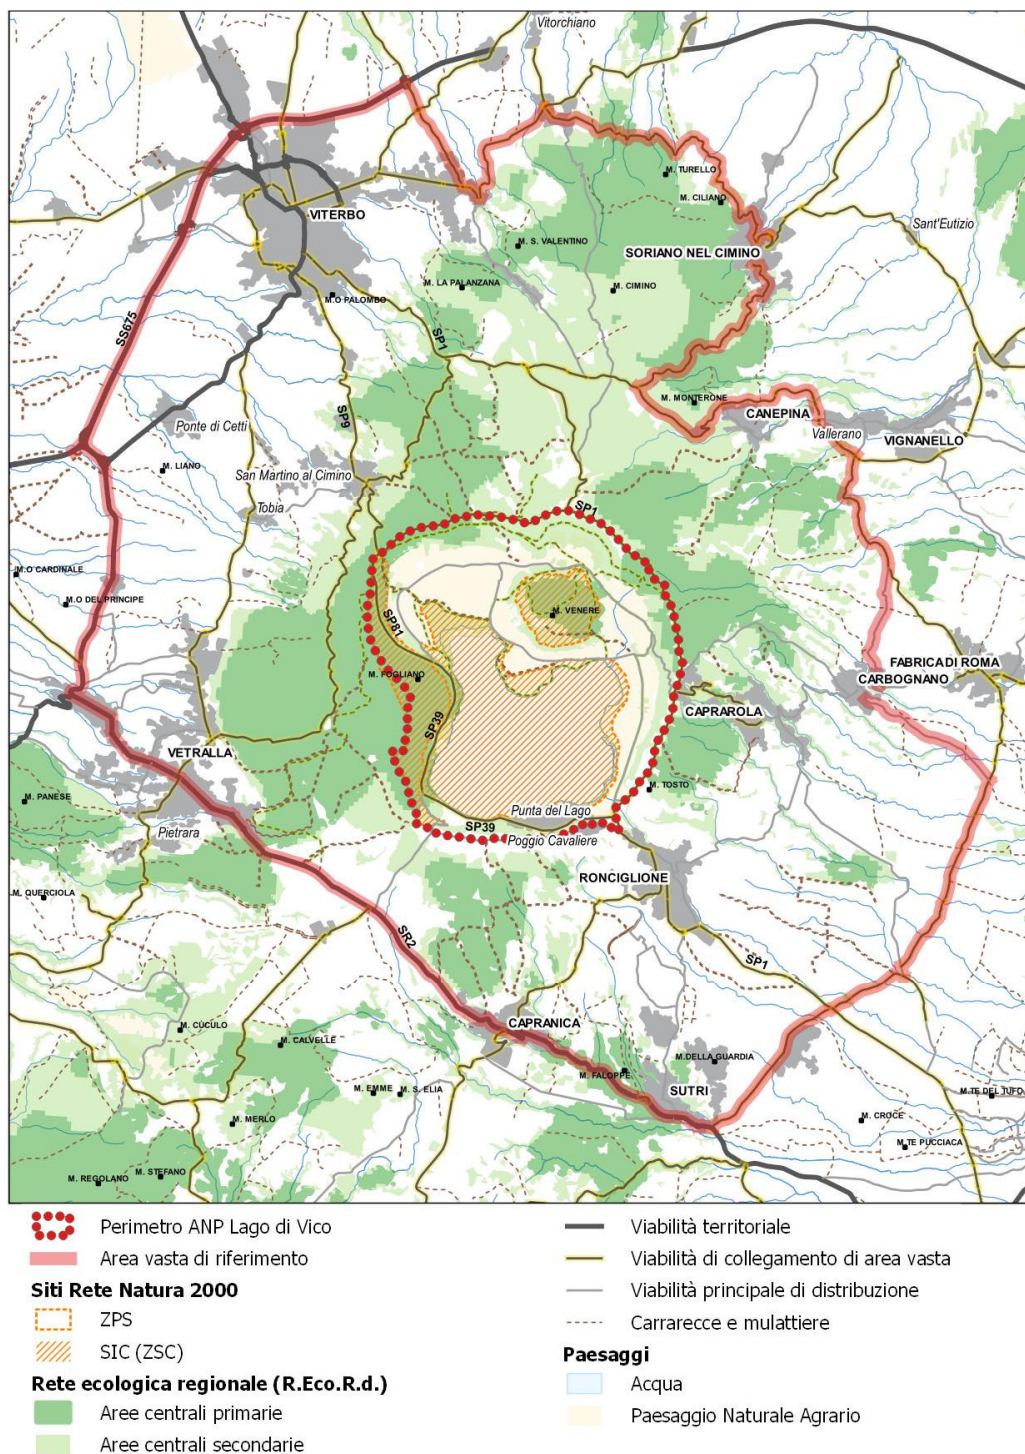 Vitorchiano
M. TURELLO
M. CILIANO
VITERBO
Sant'Eutizio
M. S. VALENTINO
SORIANO NEL CIMINO
M. LA PALANZANA
M. CIMINO
M.O PALOMBO
SS675
SP1
SP9
M. MONTERONE
CANEPINA
Ponte di Cetti
Vallerano
VIGNANELLO
M. LIANO
San Martino al Cimino
Tobia
SP1
M.O CARDINALE
M.O DEL PRINCIPE
M. VENERE
SP81
FABRICA DI ROMA
M. FOGLIANO
CARBOGNANO
CAPRAROLA
SP39
VETRALLA
M. TOSTO
M. PANESE
Punta del Lago
Pietrara
SP39
Poggio Cavaliere
RONCIGLIONE
M. QUERCIOLA
SR2
SP1
M. CUCULO
CAPRANICA
M. CALVELLE
M. DELLA GUARDIA
M. FALOPPE
M. EMME
M. S. ELIA
SUTRI
M.TE DEL TUFO
M. MERLO
M. CROCE
M.TE PUCCIACA
M. STEFANO
M. REGOLANO
Perimetro ANP Lago di Vico
Area vasta di riferimento
Siti Rete Natura 2000
ZPS
SIC (ZSC)
Rete ecologica regionale (R.Eco.R.d.)
Aree centrali primarie
Aree centrali secondarie
Viabilità territoriale
Viabilità di collegamento di area vasta
Viabilità principale di distribuzione
Carrarecce e mulattiere
Paesaggi
Acqua
Paesaggio Naturale Agrario